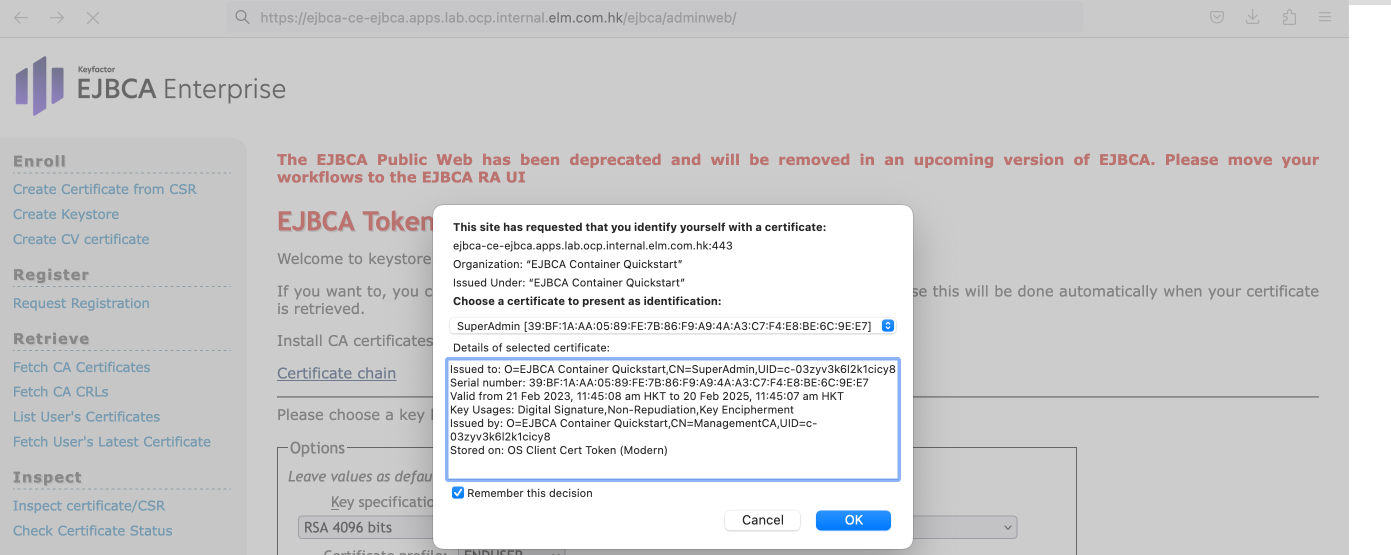 https://ejbca-ce-ejbca.apps.lab.ocp.internal.elm.com.hk/ejbca/adminweb/
Keyfactor
EJBCA Enterprise
Enroll
Create Certificate from CSR
Create Keystore
Create CV certificate
Register
Request Registration
Retrieve
Fetch CA Certificates
Fetch CA CRLs
List User's Certificates
Fetch User's Latest Certificate
Inspect
Inspect certificate/CSR
Check Certificate Status
The EJBCA Public Web has been deprecated and will be removed in an upcoming version of EJBCA. Please move your
workflows to the EJBCA RA UI
EJBCA Token
Welcome to keystore
If you want to, you c
se this will be done automatically when your certificate
is retrieved.
Install CA certificates
Certificate chain
Please choose a key l
Options
Leave values as defau
Key specificatio
RSA 4096 bits
Certificate profile:
ENDUSER
This site has requested that you identify yourself with a certificate:
ejbca-ce-ejbca.apps.lab.ocp.internal.elm.com.hk:443
Organization: “EJBCA Container Quickstart”
Issued Under: “EJBCA Container Quickstart”
Choose a certificate to present as identification:
SuperAdmin [39:BF:1A:AA:05:89:FE:7B:86:F9:A9:4A:A3:C7:F4:E8:BE:6C:9E:E7]
Details of selected certificate:
Issued to: O=EJBCA Container Quickstart,CN=SuperAdmin,UID=c-03zyv3k6l2k1cicy8
Serial number: 39:BF:1A:AA:05:89:FE:7B:86:F9:A9:4A:A3:C7:F4:E8:BE:6C:9E:E7
Valid from 21 Feb 2023, 11:45:08 am HKT to 20 Feb 2025, 11:45:07 am HKT
Key Usages: Digital Signature,Non-Repudiation,Key Encipherment
Issued by: O=EJBCA Container Quickstart,CN=ManagementCA,UID=c-
03zyv3k6l2k1cicy8
Stored on: OS Client Cert Token (Modern)
Remember this decision
Cancel
OK